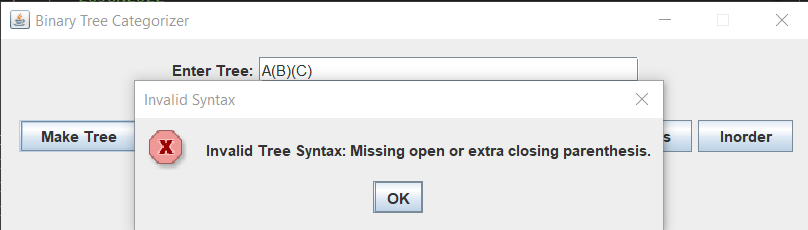 Binary Tree Categorizer
Enter Tree: A(B)(C)
Invalid Syntax
Make Tree
Invalid Tree Syntax: Missing open or extra closing parenthesis.
s
Inorder
OK